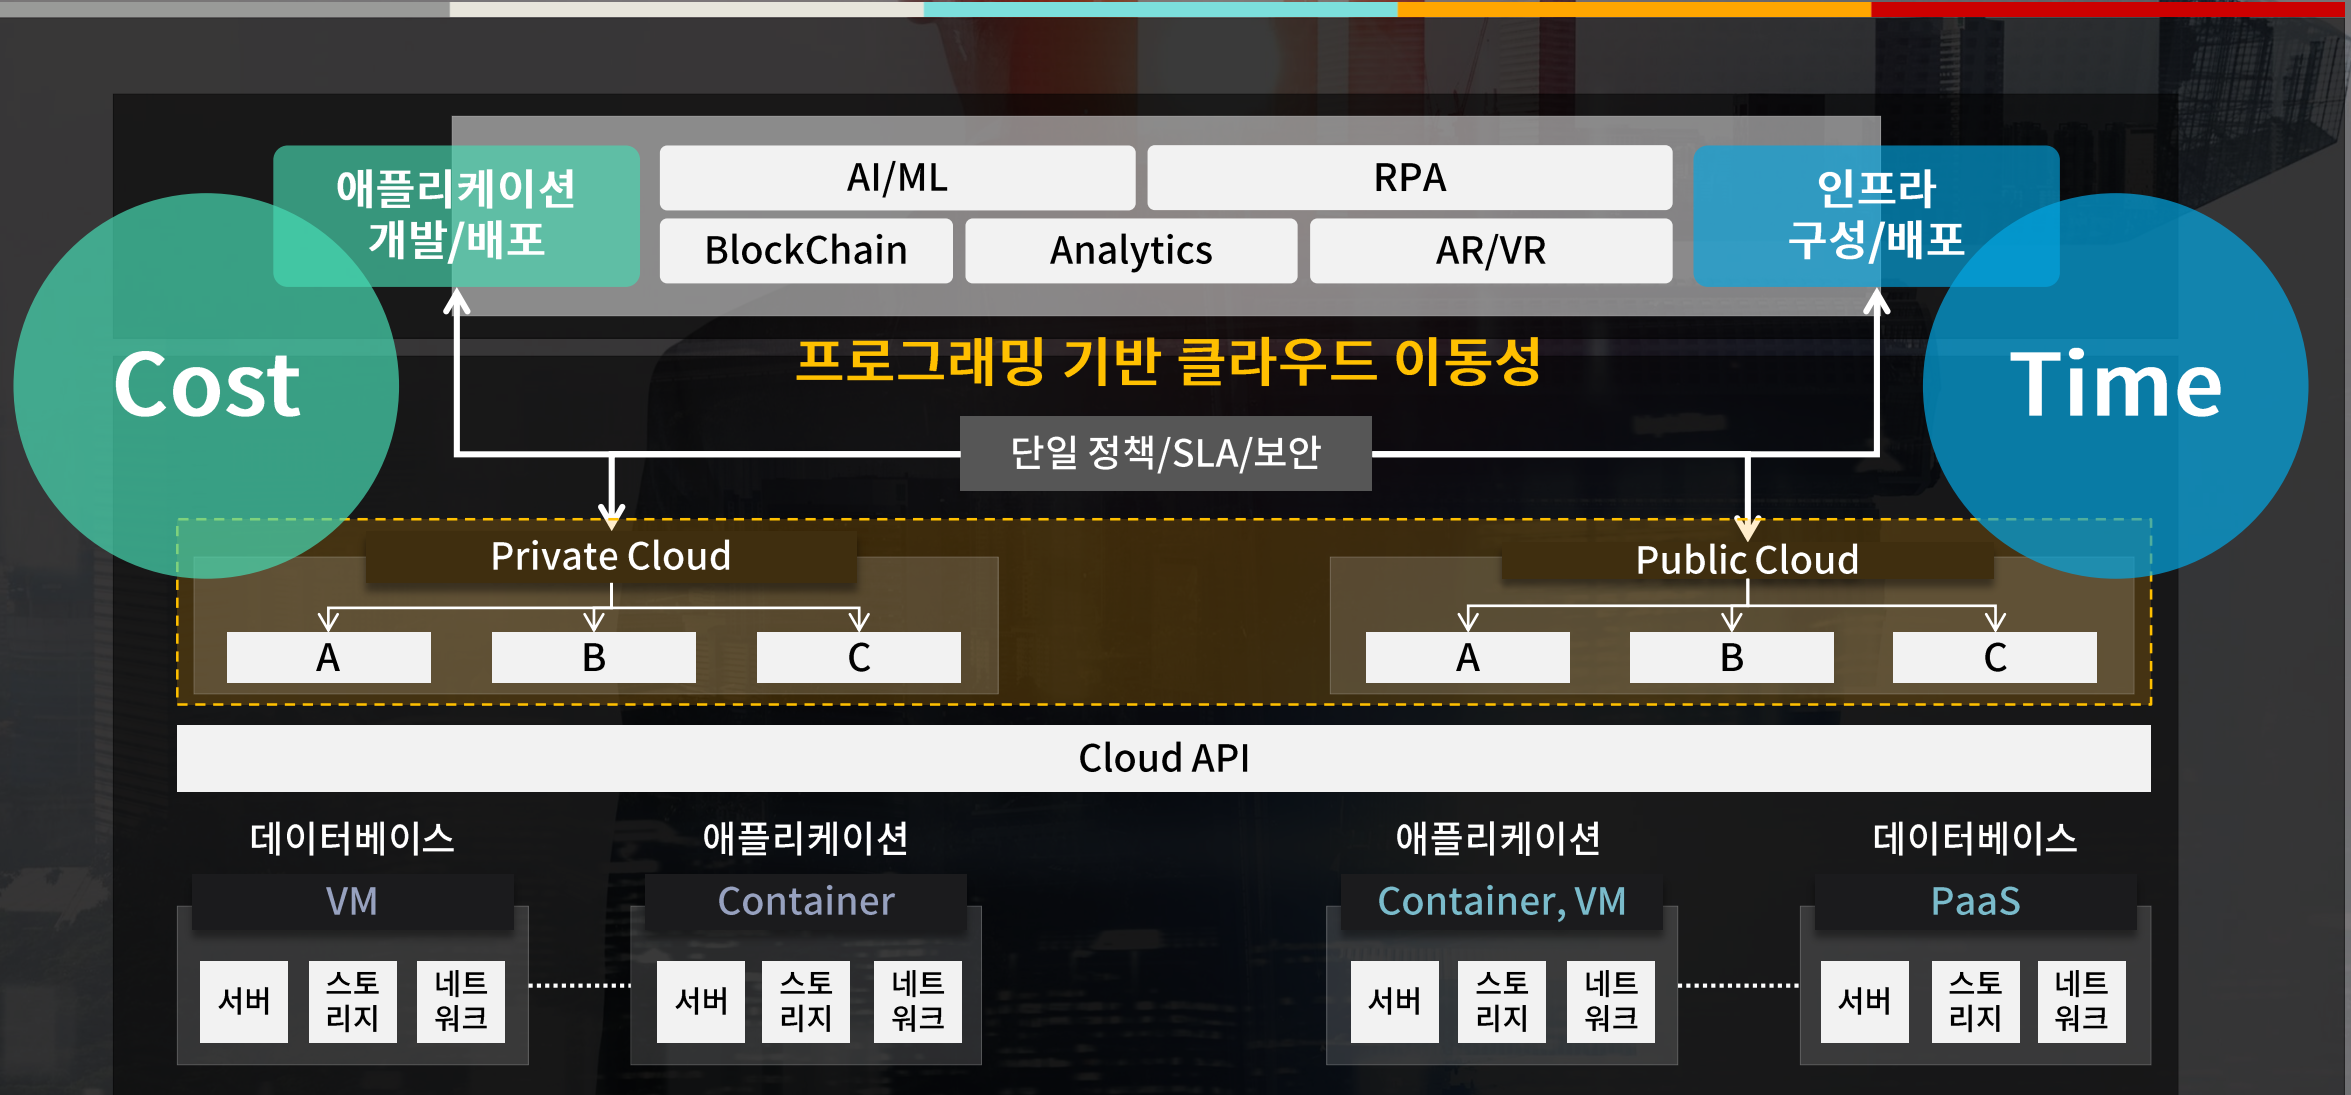 애플리케이션
개발/배포
AI/ML
RPA
BlockChain
Analytics
AR/VR
인프라
구성/배포
Cost
Time
프로그래밍 기반 클라우드 이동성
단일 정책/SLA/보안
Private Cloud
A
B
C
Public Cloud
A
B
C
Cloud API
데이터베이스
VM
서버
스토
리지
네트
워크
애플리케이션
Container
서버
스토
리지
네트
워크
애플리케이션
Container, VM
서버
스토
리지
네트
워크
데이터베이스
PaaS
서버
스토
리지
네트
워크